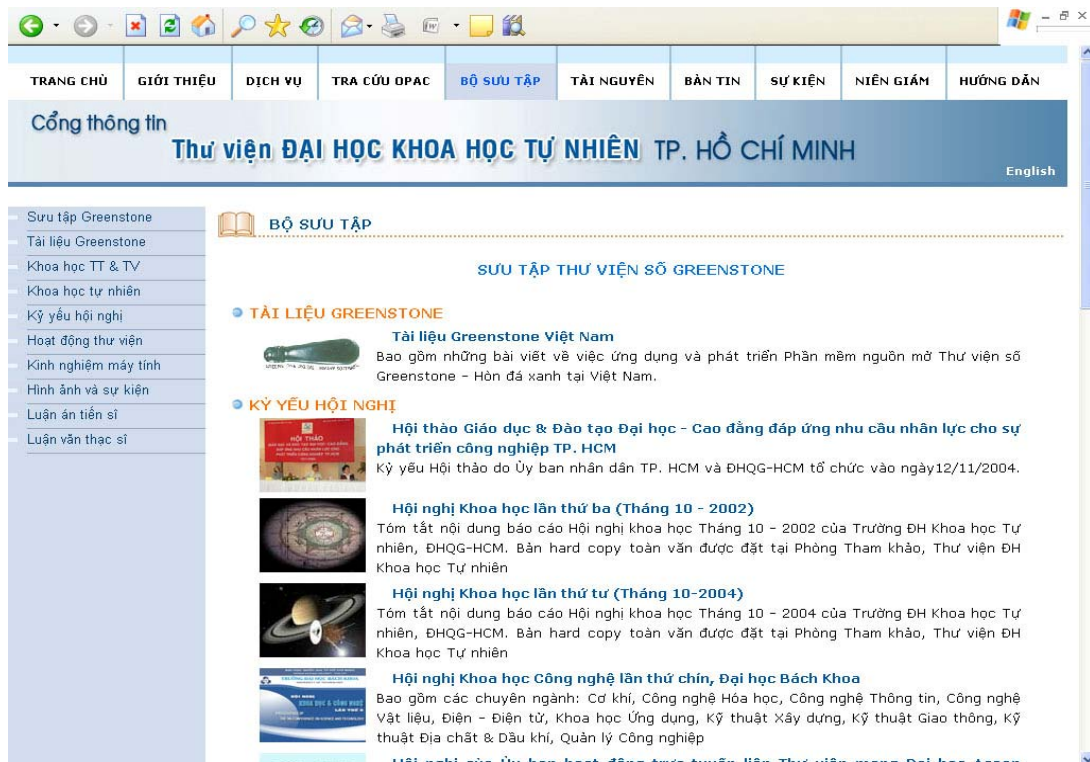 TRANG CHỦ GIỚI THIỆU DỊCH VỤ TRA CỨU OPAC BỘ SƯU TẬP TÀI NGUYÊN BẢN TIN SỰ KIỆN NIÊN GIÁM HƯỚNG DẪN
Cổng thông tin
Thư viện ĐẠI HỌC KHOA HỌC TỰ NHIÊN TP. HỒ CHÍ MINH
English
Sưu tập Greenstone
Tài liệu Greenstone
Khoa học TT & TV
Khoa học tự nhiên
Kỷ yếu hội nghị
Hoạt động thư viện
Kinh nghiệm máy tính
Hình ảnh và sự kiện
Luận án tiến sĩ
Luận văn thạc sĩ
BỘ SƯU TẬP
SƯU TẬP THƯ VIỆN SỐ GREENSTONE
TÀI LIỆU GREENSTONE
Tài liệu Greenstone Việt Nam
Bao gồm những bài viết về việc ứng dụng và phát triển Phần mềm nguồn mở Thư viện số
Greenstone – Hòn đá xanh tại Việt Nam.
KỶ YẾU HỘI NGHỊ
HỘI THẢO
Hội thảo Giáo dục & Đào tạo Đại học - Cao đẳng đáp ứng nhu cầu nhân lực cho sự
phát triển công nghiệp TP. HCM
Kỷ yếu Hội thảo do Ủy ban nhân dân TP. HCM và ĐHQG-HCM tổ chức vào ngày12/11/2004.
Hội nghị Khoa học lần thứ ba (Tháng 10 - 2002)
Tóm tắt nội dung báo cáo Hội nghị khoa học Tháng 10 – 2002 của Trường ĐH Khoa học Tự
nhiên, ĐHQG–HCM. Bản hard copy toàn văn được đặt tại Phòng Tham khảo, Thư viện ĐH
Khoa học Tự nhiên
Hội nghị Khoa học lần thứ tư (Tháng 10-2004)
Tóm tắt nội dung báo cáo Hội nghị khoa học Tháng 10 – 2004 của Trường ĐH Khoa học Tự
nhiên, ĐHQG–HCM. Bản hard copy toàn văn được đặt tại Phòng Tham khảo, Thư viện ĐH
Khoa học Tự nhiên
Hội nghị Khoa học Công nghệ lần thứ chín, Đại học Bách Khoa
Bao gồm các chuyên ngành: Cơ khí, Công nghệ Hóa học, Công nghệ Thông tin, Công nghệ
Vật liệu, Điện – Điện tử, Khoa học Ứng dụng, Kỹ thuật Xây dựng, Kỹ thuật Giao thông, Kỹ
thuật Địa chất & Dầu khí, Quản lý Công nghiệp